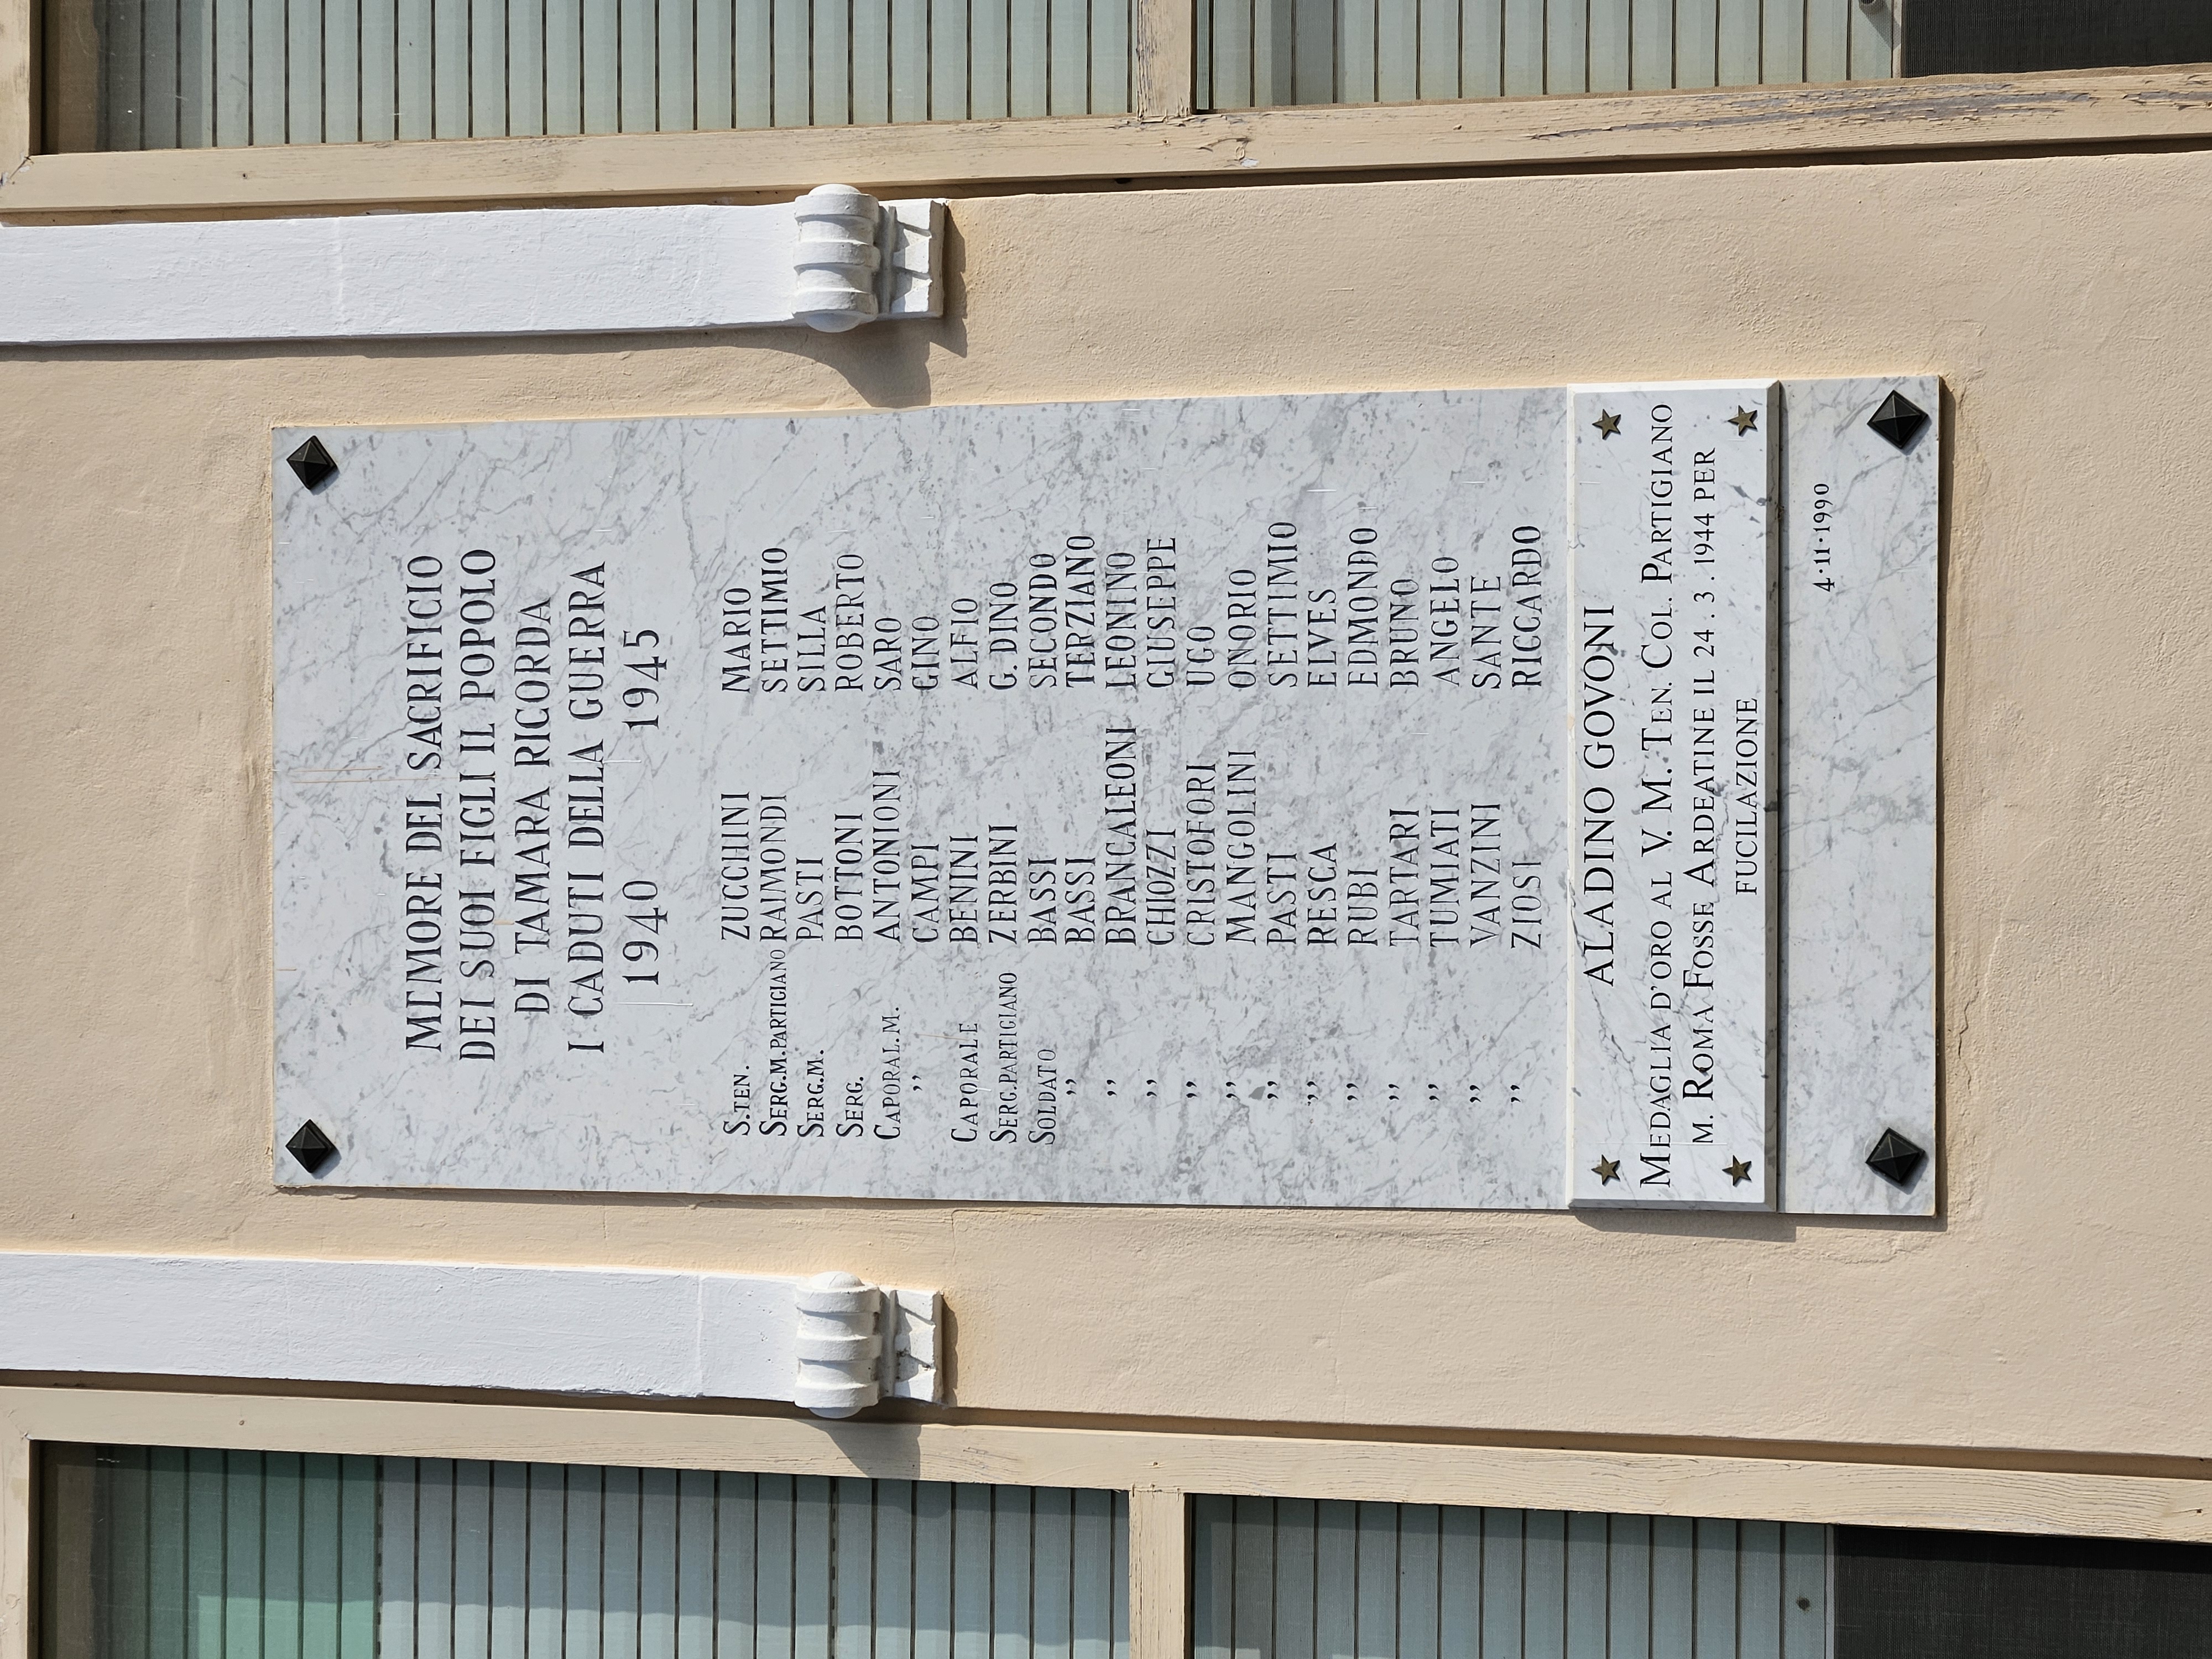 MEMORE DEL SACRIFICIO
DEI SUOI FIGLI IL POPOLO
DI TAMARA RICORDA
I CADUTI DELLA GUERRA
1940 1945
S.TEN. ZUCCHINI MARIO
SERG.M.PARTIGIANO RAIMONDI SETTIMIO
SERG.M. PASTI SILLA
SERG. BOTTONI ROBERTO
CAPORAL.M. ANTONIONI SARO
,, CAMPI GINO
CAPORALE BENINI ALFIO
SERG.PARTIGIANO ZERBINI G.DINO
SOLDATO BASSI SECONDO
,, BASSI TERZIANO
,, BRANCALEONI LEONINO
,, CHIOZZI GIUSEPPE
,, CRISTOFORI UGO
,, MANGOLINI ONORIO
,, PASTI SETTIMIO
,, RESCA ELVES
,, RUBI EDMONDO
,, TARTARI BRUNO
,, TUMIATI ANGELO
,, VANZINI SANTE
,, ZIOSI RICCARDO
ALADINO GOVONI
MEDAGLIA D'ORO AL V. M. TEN. COL. PARTIGIANO
M. ROMA FOSSE ARDEATINE IL 24 . 3 . 1944 PER
FUCILAZIONE
4·11·1990